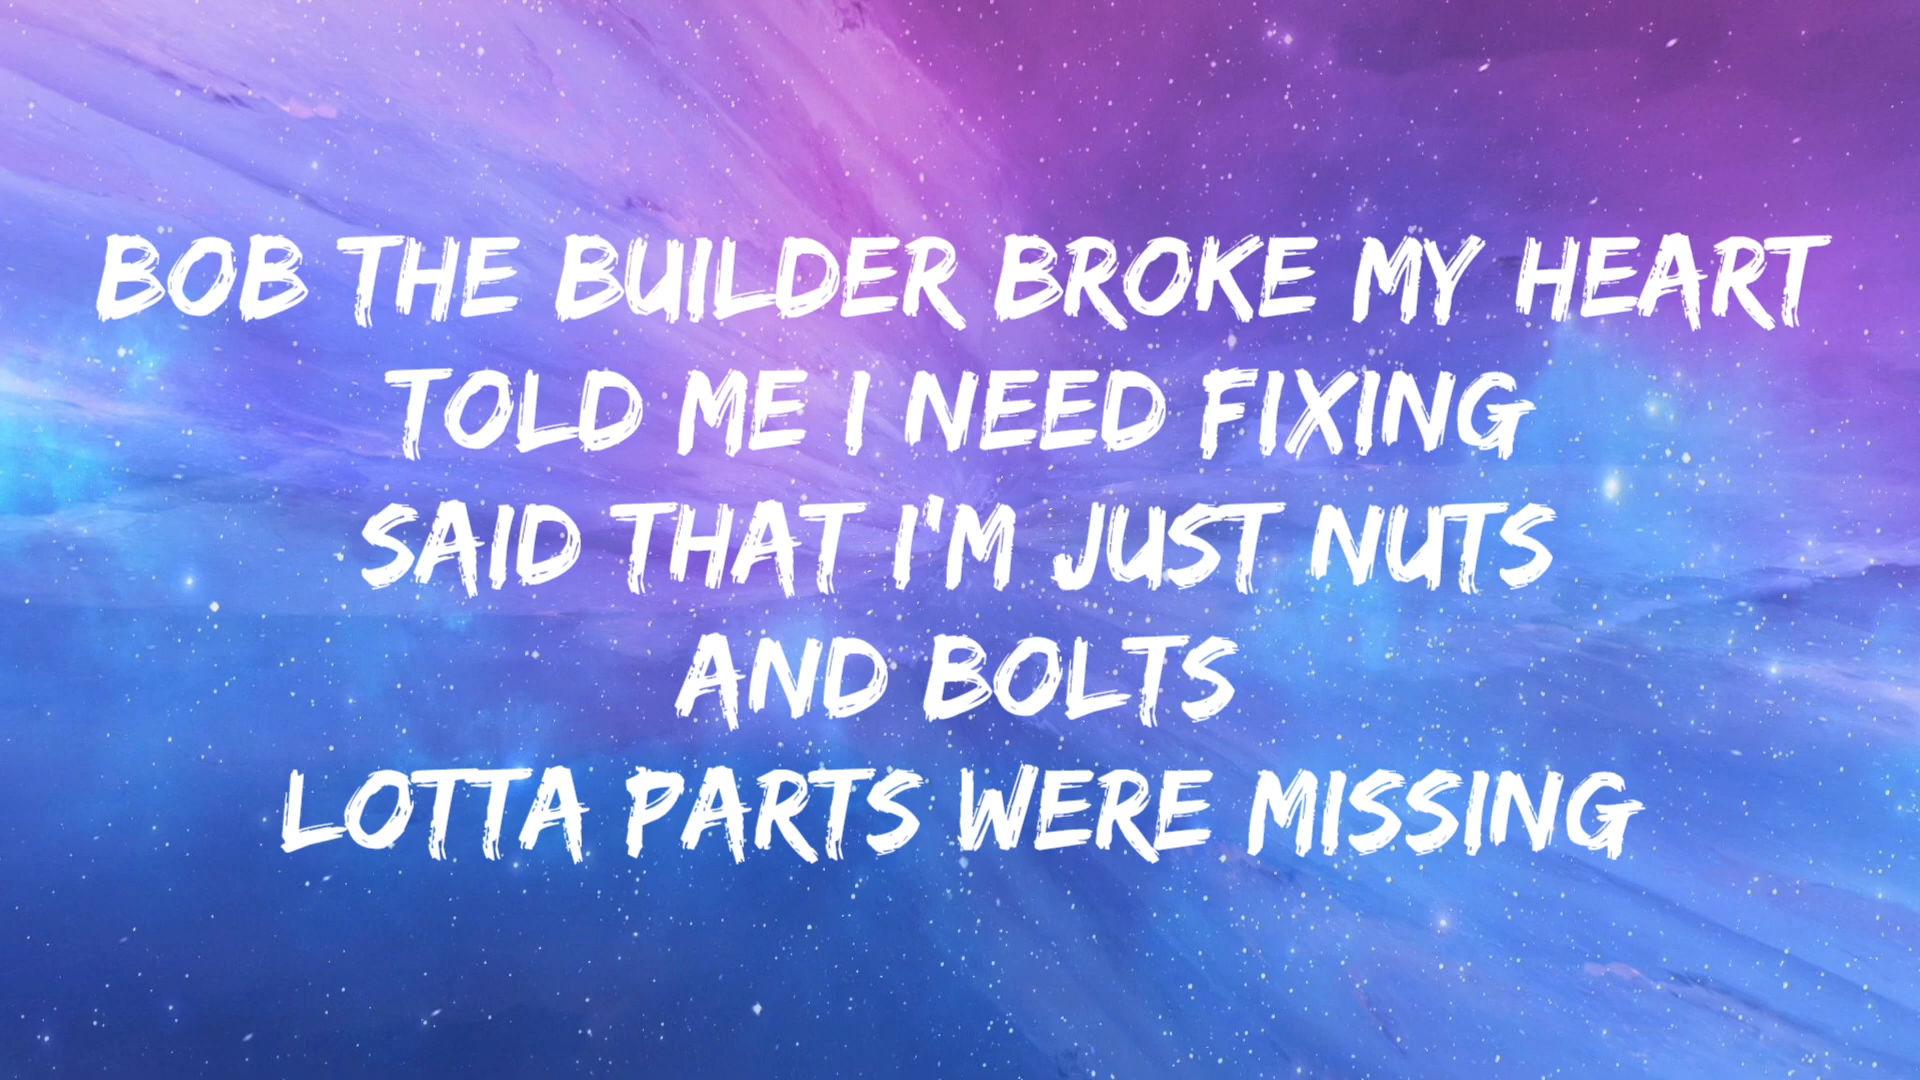 BOB THE BUILDER BROKE MY HEART
TOLD ME I NEED FIXING
SAID THAT I'M JUST NUTS
AND BOLTS
LOTTA PARTS WERE MISSING